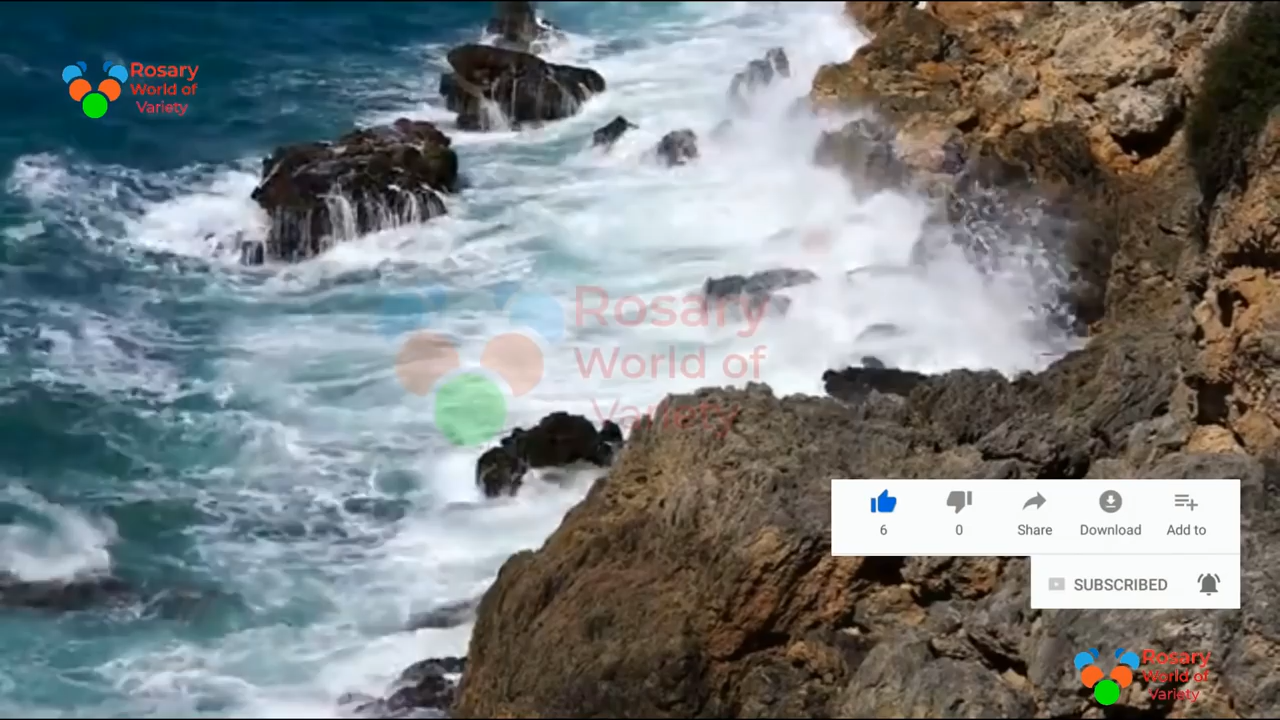 Rosary
World of
Variety
Rosary
World of
Variety
6 0 Share Download Add to
SUBSCRIBED
Rosary
World of
Variety